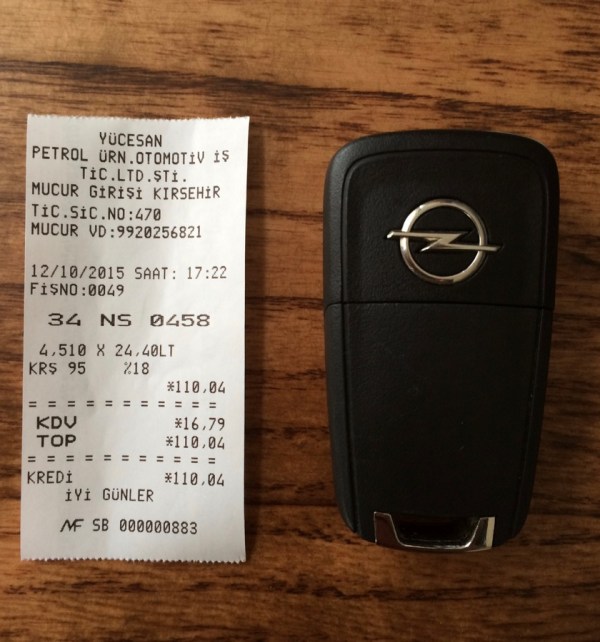 YÜCESAN
PETROL ÜRN.OTOMOTİV İŞ
TİC.LTD.ŞTİ.
MUCUR GİRİŞİ KIRSEHİR
TİC.SİC.NO:470
MUCUR VD:9920256821
12/10/2015 SAAT: 17:22
FİŞNO:0049
34 NS 0458
4,510 X 24,40LT
KRŞ 95 %18
*110,04
= = = = = = = = = = =
KDV *16,79
TOP *110,04
= = = = = = = = = = =
KREDİ *110,04
İYİ GÜNLER
MF SB 000000883